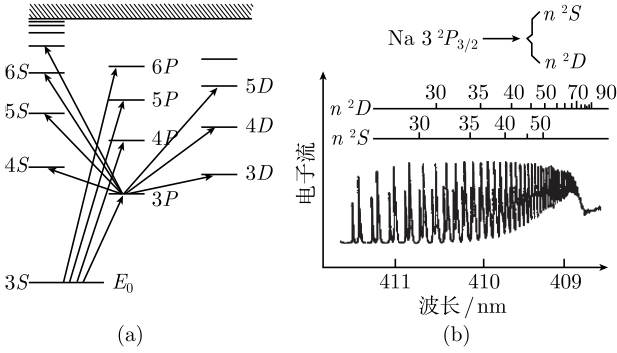 6S
5S
4S
3S
6P
5P
4P
3P
5D
4D
3D
E₀
(a)
Na 3 ²P₃/₂
n ²S
n ²D
n ²D 30 35 40 50 70 90
n ²S 30 35 40 50
电子流
411 410 409
波长/nm
(b)